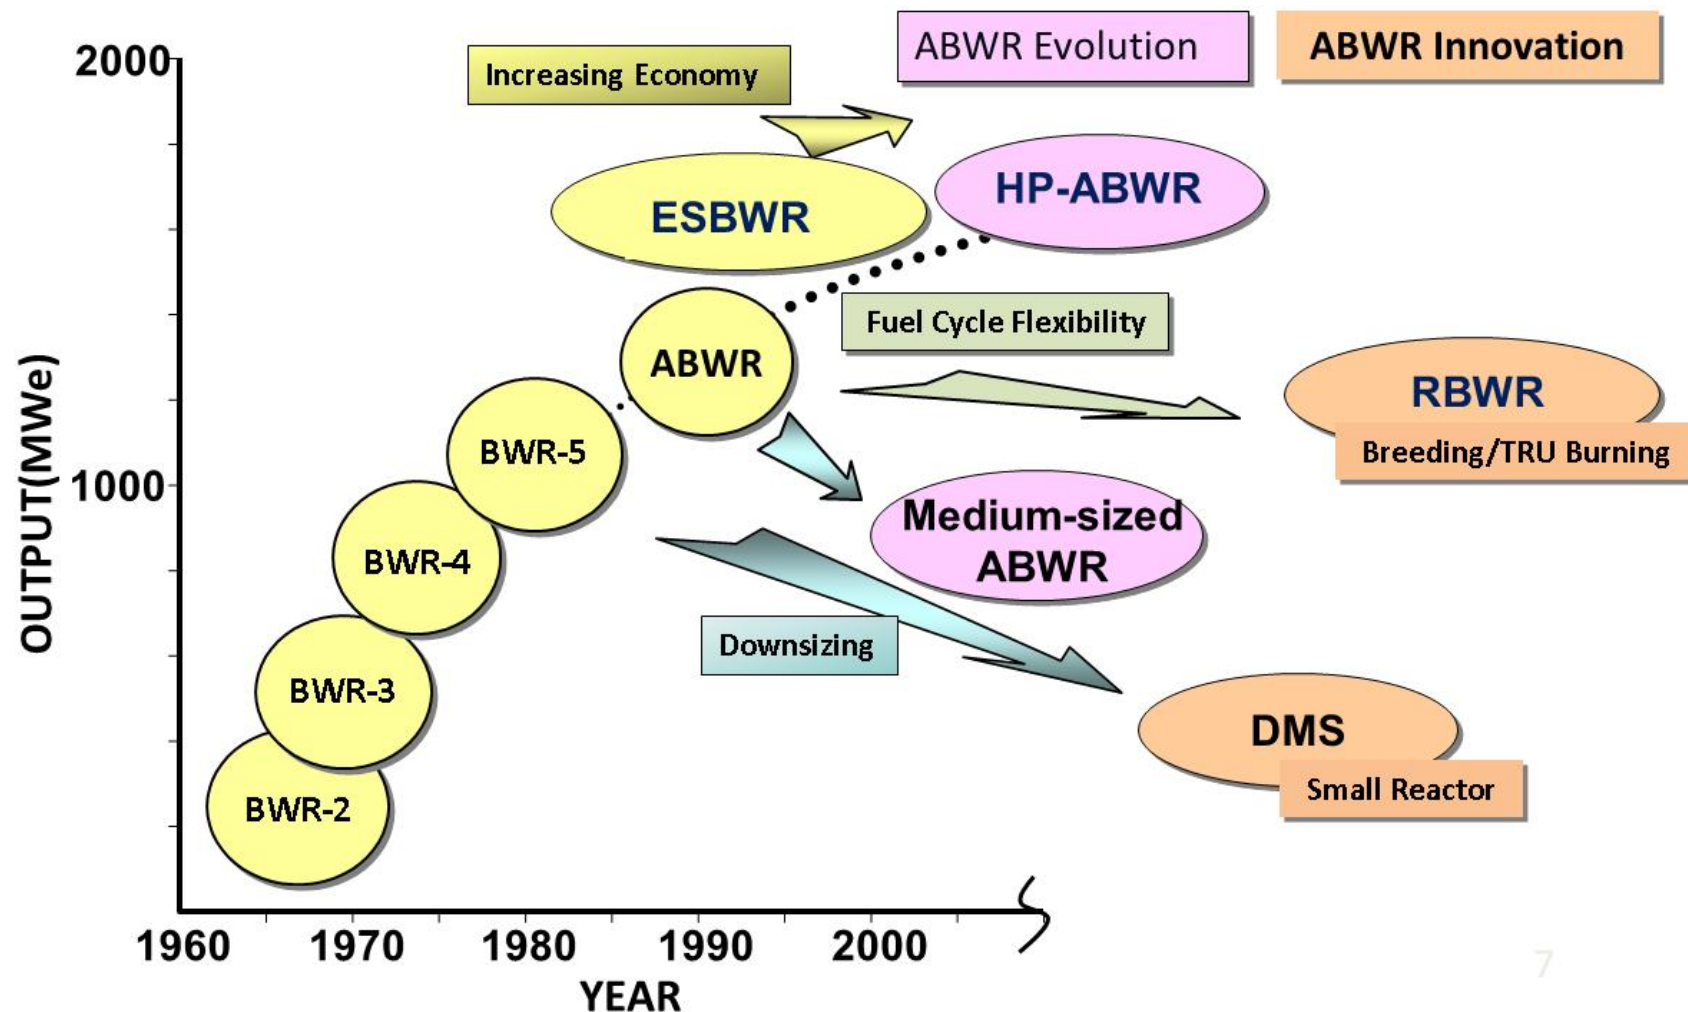 ABWR Evolution
ABWR Innovation
2000
Increasing Economy
HP-ABWR
ESBWR
Fuel Cycle Flexibility
ABWR
RBWR
Breeding/TRU Burning
BWR-5
1000
OUTPUT(MWe)
Medium-sized
ABWR
BWR-4
Downsizing
BWR-3
DMS
Small Reactor
BWR-2
1960
1970
1980
1990
2000
YEAR
7